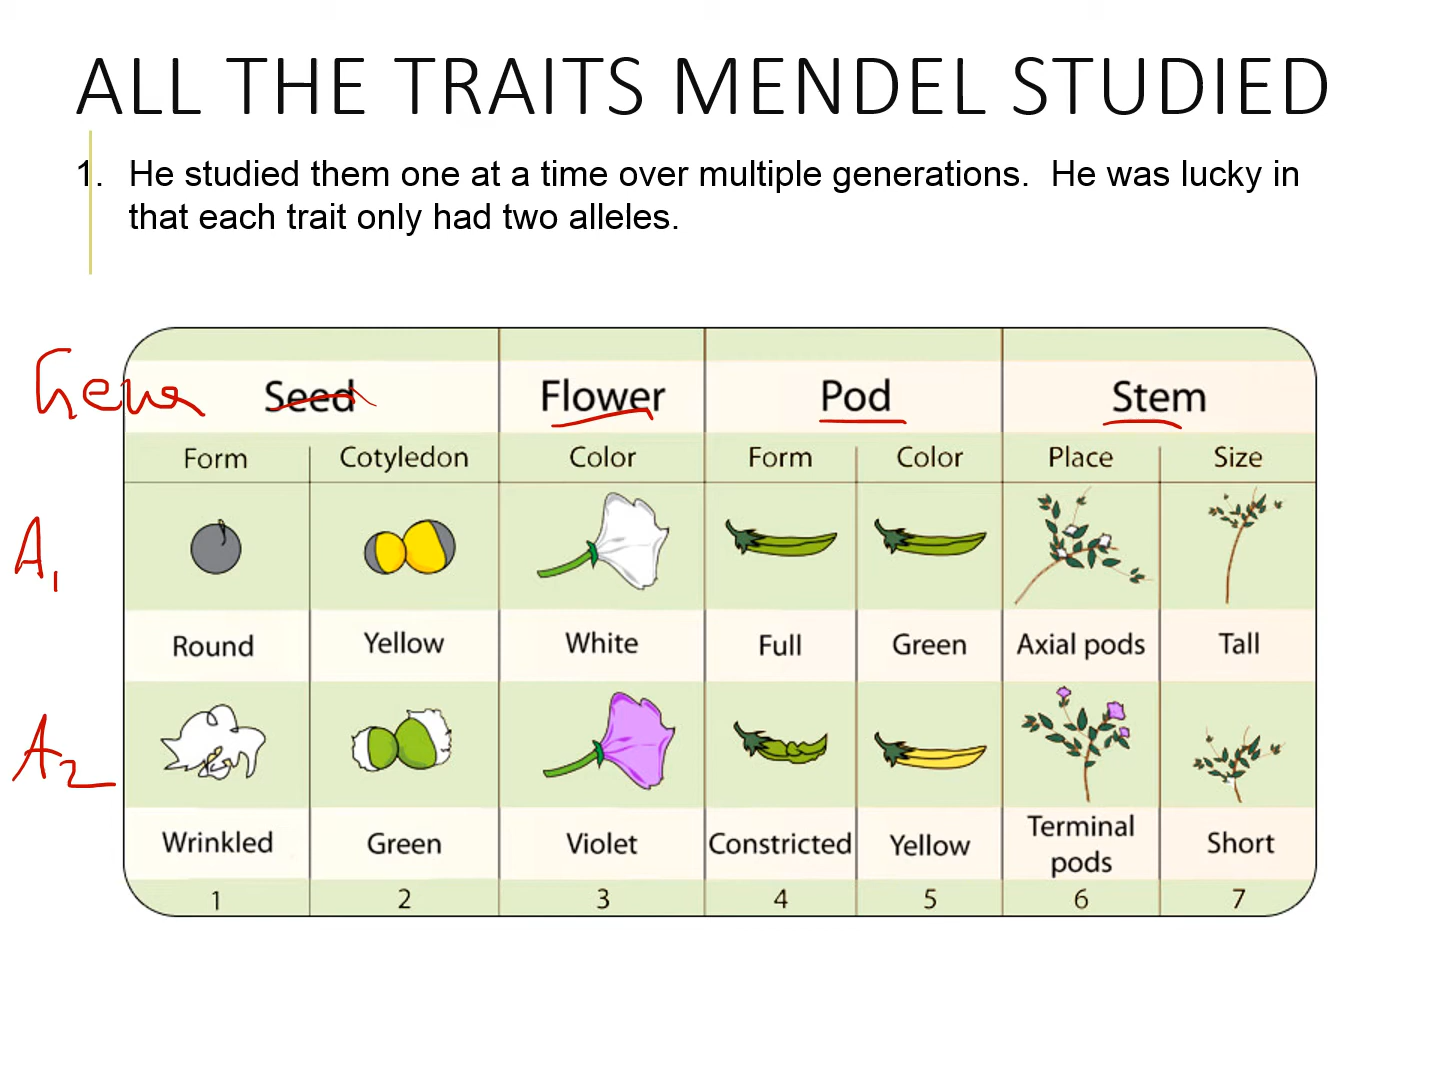 ALL THE TRAITS MENDEL STUDIED
1. He studied them one at a time over multiple generations. He was lucky in
that each trait only had two alleles.
Gene Seed Flower Pod Stem
Form Cotyledon Color Form Color Place Size
A1
Round Yellow White Full Green Axial pods Tall
A2
Wrinkled Green Violet Constricted Yellow Terminal pods Short
1 2 3 4 5 6 7